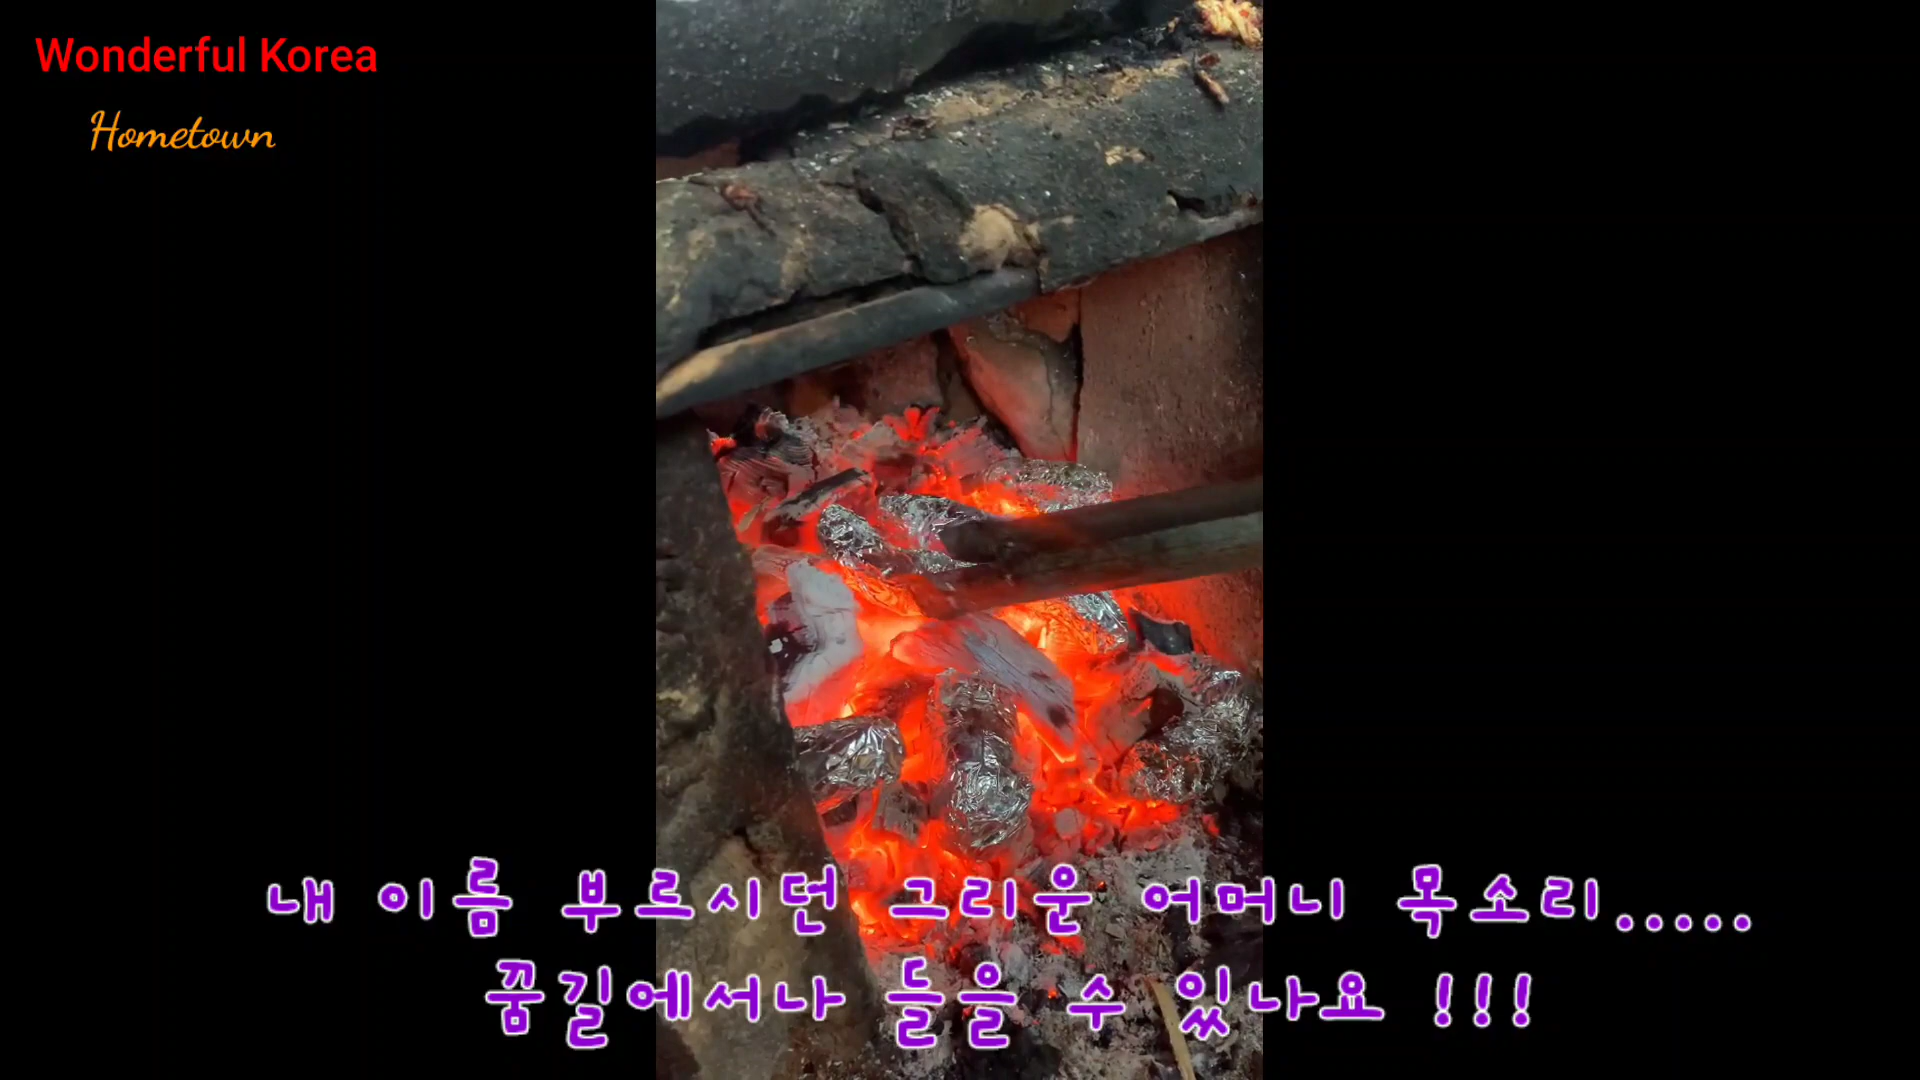 Wonderful Korea
Hometown
내 이름 부르시던 그리운 어머니 목소리.....
꿈길에서나 들을 수 있나요 !!!